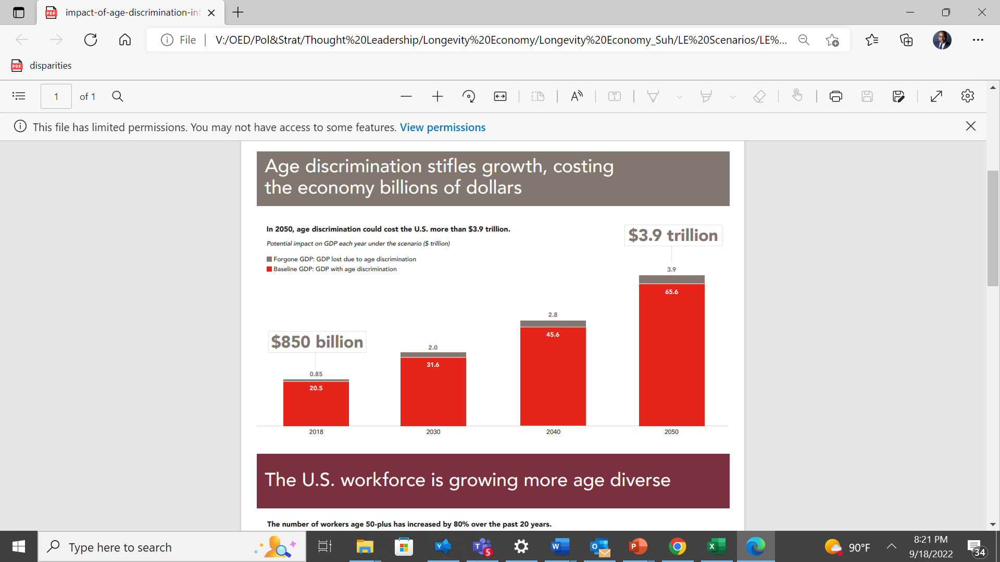 impact-of-age-discrimination-inf
File
V:/OED/Pol&Strat/Thought%20Leadership/Longevity%20Economy/Longevity%20Economy_Suh/LE%20Scenarios/LE%...
PDF disparities
1 of 1
This file has limited permissions. You may not have access to some features. View permissions
Age discrimination stifles growth, costing
the economy billions of dollars
In 2050, age discrimination could cost the U.S. more than $3.9 trillion.
Potential impact on GDP each year under the scenario ($ trillion)
Forgone GDP: GDP lost due to age discrimination
Baseline GDP: GDP with age discrimination
$3.9 trillion
3.9
65.6
2.8
45.6
$850 billion
2.0
31.6
0.85
20.5
2018 2030 2040 2050
The U.S. workforce is growing more age diverse
The number of workers age 50-plus has increased by 80% over the past 20 years.
Type here to search
5
90°F
8:21 PM
9/18/2022
34